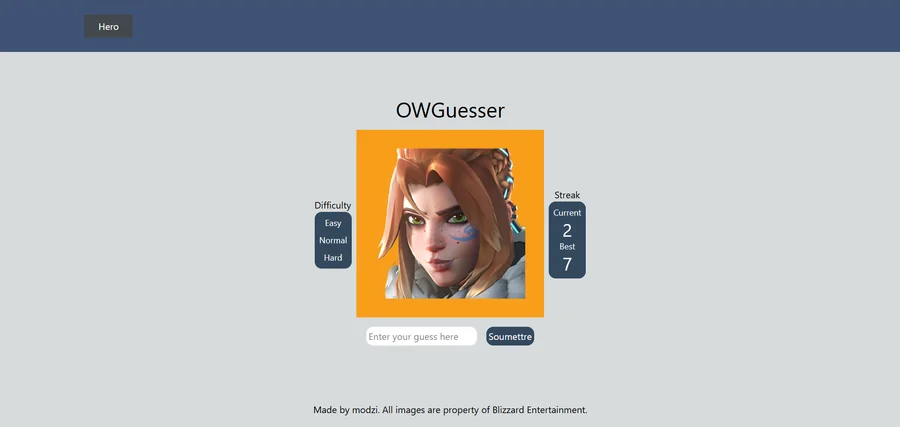 Hero
OWGuesser
Difficulty
Easy
Normal
Hard
Streak
Current
2
Best
7
Enter your guess here
Soumettre
Made by modzi. All images are property of Blizzard Entertainment.